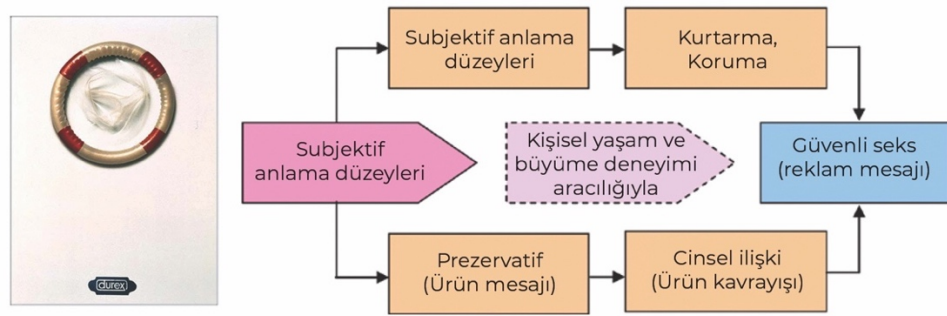 Subjektif anlama
düzeyleri
Kurtarma,
Koruma
Subjektif
anlama düzeyleri
Kişisel yaşam ve
büyüme deneyimi
aracılığıyla
Güvenli seks
(reklam mesajı)
Prezervatif
(Ürün mesajı)
Cinsel ilişki
(Ürün kavrayışı)
durex